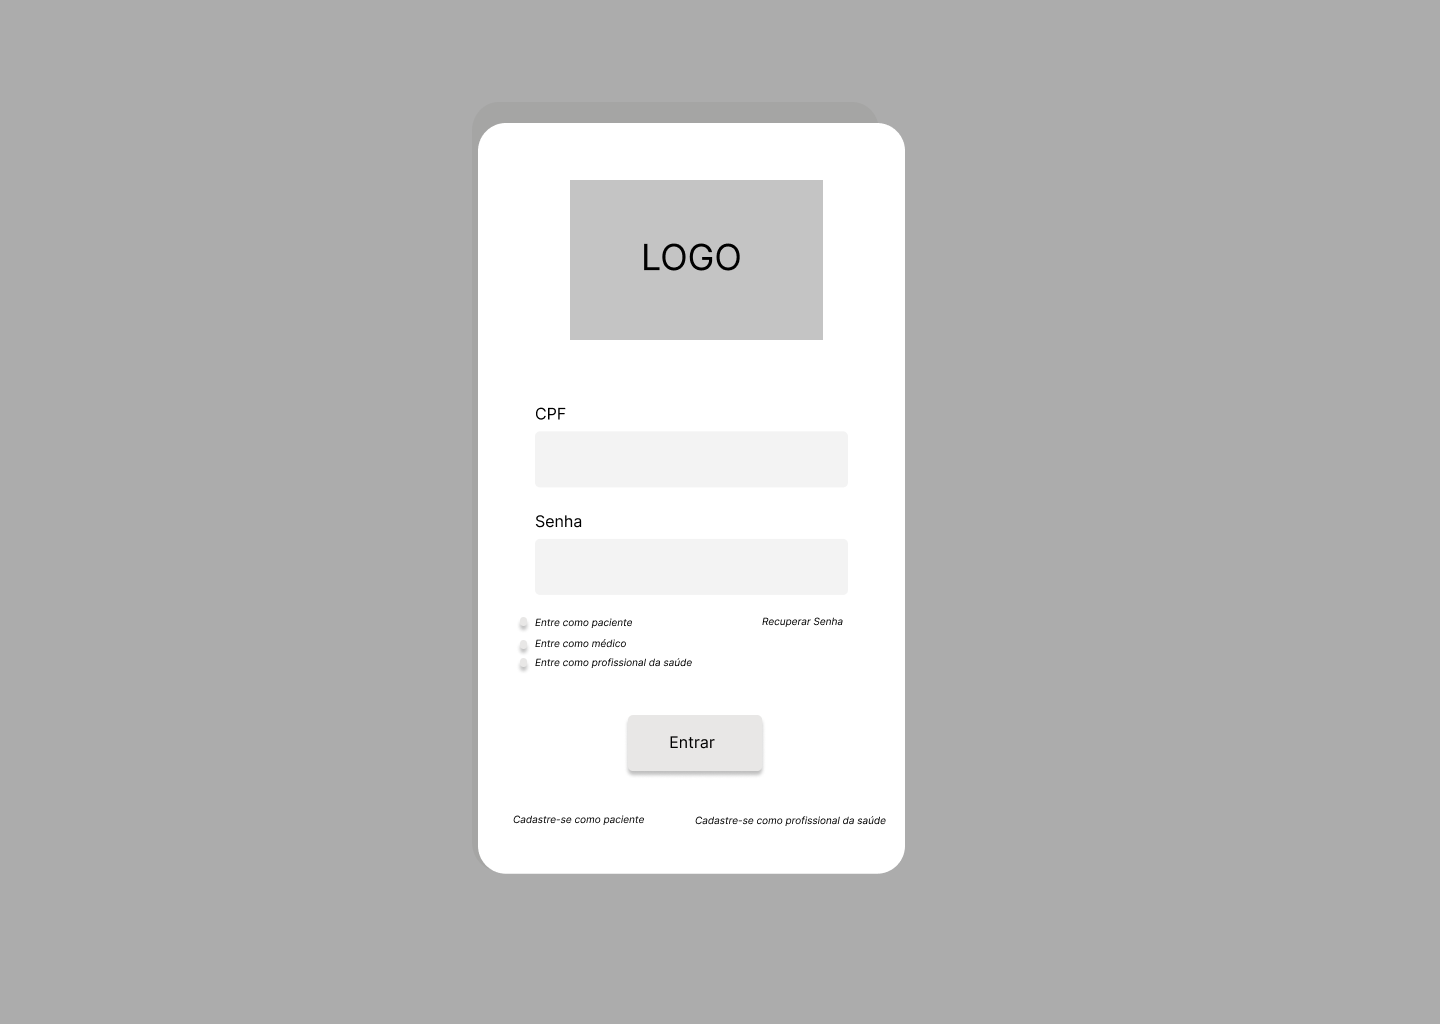 LOGO
CPF
Senha
Entre como paciente
Recuperar Senha
Entre como médico
Entre como profissional da saúde
Entrar
Cadastre-se como paciente
Cadastre-se como profissional da saúde